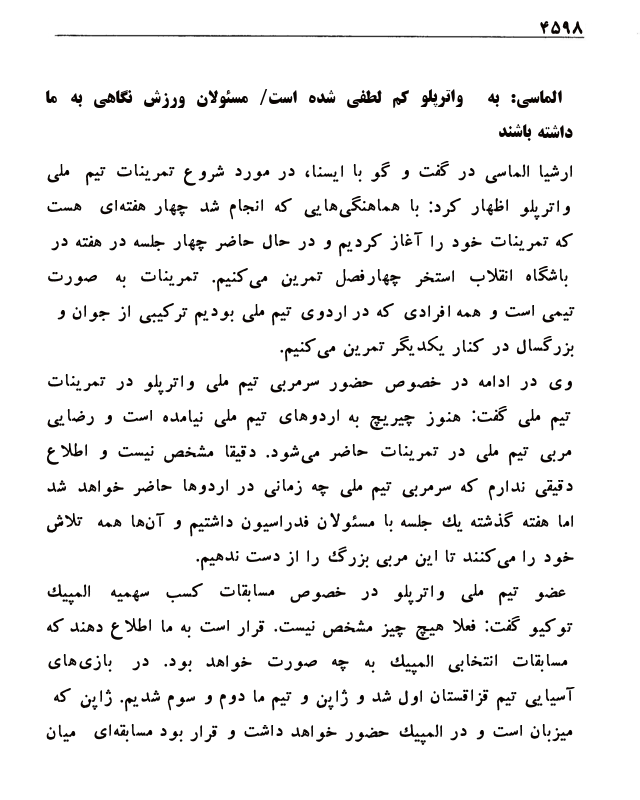 ۴۵۹۸
الماسی: به واترپلو کم لطفی شده است/ مسئولان ورزش نگاهی به ما
داشته باشند
ارشیا الماسی در گفت و گو با ایسنا، در مورد شروع تمرینات تیم ملی
واترپلو اظهار کرد: با هماهنگی‌هایی که انجام شد چهار هفته‌ای هست
که تمرینات خود را آغاز کردیم و در حال حاضر چهار جلسه در هفته در
باشگاه انقلاب استخر چهارفصل تمرین می‌کنیم. تمرینات به صورت
تیمی است و همه افرادی که در اردوی تیم ملی بودیم ترکیبی از جوان و
بزرگسال در کنار یکدیگر تمرین می‌کنیم.
وی در ادامه در خصوص حضور سرمربی تیم ملی واترپلو در تمرینات
تیم ملی گفت: هنوز چیریچ به اردوهای تیم ملی نیامده است و رضایی
مربی تیم ملی در تمرینات حاضر می‌شود. دقیقا مشخص نیست و اطلاع
دقیقی ندارم که سرمربی تیم ملی چه زمانی در اردوها حاضر خواهد شد
اما هفته گذشته یك جلسه با مسئولان فدراسیون داشتیم و آن‌ها همه تلاش
خود را می‌کنند تا این مربی بزرگ را از دست ندهیم.
عضو تیم ملی واترپلو در خصوص مسابقات کسب سهمیه المپیك
توکیو گفت: فعلا هیچ چیز مشخص نیست. قرار است به ما اطلاع دهند که
مسابقات انتخابی المپیك به چه صورت خواهد بود. در بازی‌های
آسیایی تیم قزاقستان اول شد و ژاپن و تیم ما دوم و سوم شدیم. ژاپن که
میزبان است و در المپیك حضور خواهد داشت و قرار بود مسابقه‌ای میان